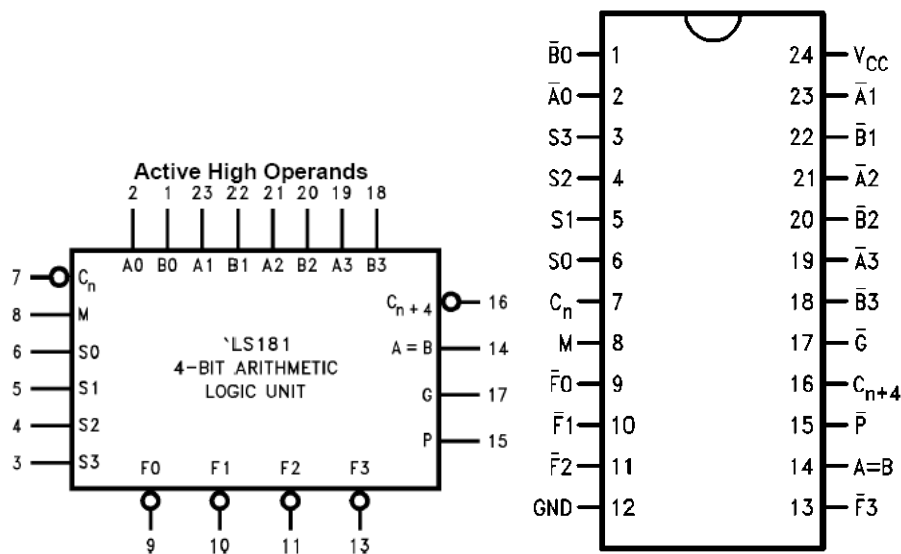 Active High Operands
2 1 23 22 21 20 19 18
A0 B0 A1 B1 A2 B2 A3 B3
7 Cn
Cn+4 16
8 M
`LS181
A=B 14
6 S0
4-BIT ARITHMETIC
LOGIC UNIT
5 S1
G 17
4 S2
P 15
3 S3
F0 F1 F2 F3
9 10 11 13
B̅0 1 24 VCC
A̅0 2 23 A̅1
S3 3 22 B̅1
S2 4 21 A̅2
S1 5 20 B̅2
S0 6 19 A̅3
Cn 7 18 B̅3
M 8 17 G̅
F̅0 9 16 Cn+4
F̅1 10 15 P̅
F̅2 11 14 A=B
GND 12 13 F̅3